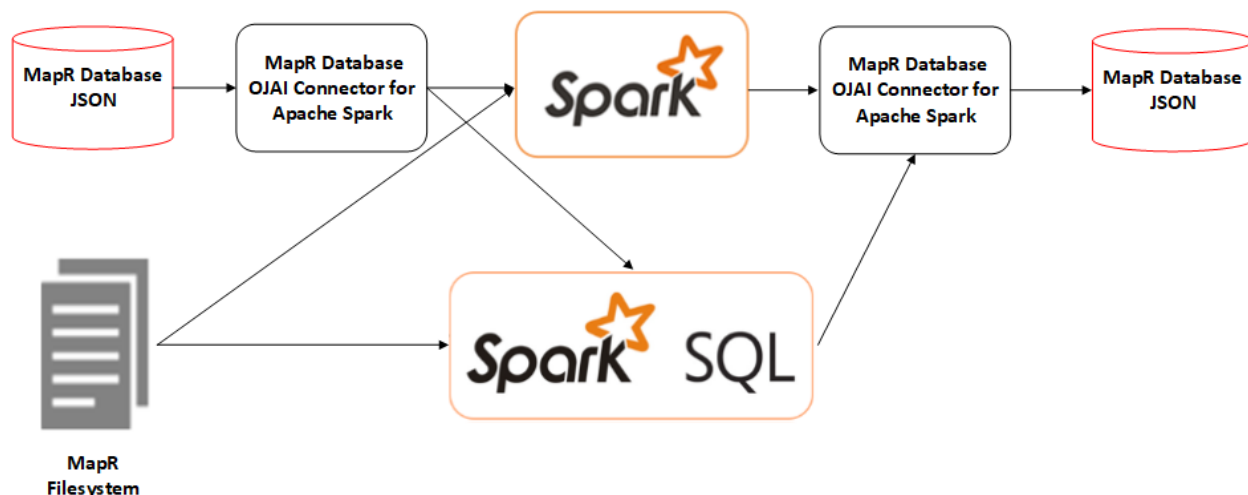 MapR Database
JSON
MapR Database
OJAI Connector for
Apache Spark
Spark
MapR Database
OJAI Connector for
Apache Spark
MapR Database
JSON
Spark SQL
MapR
Filesystem